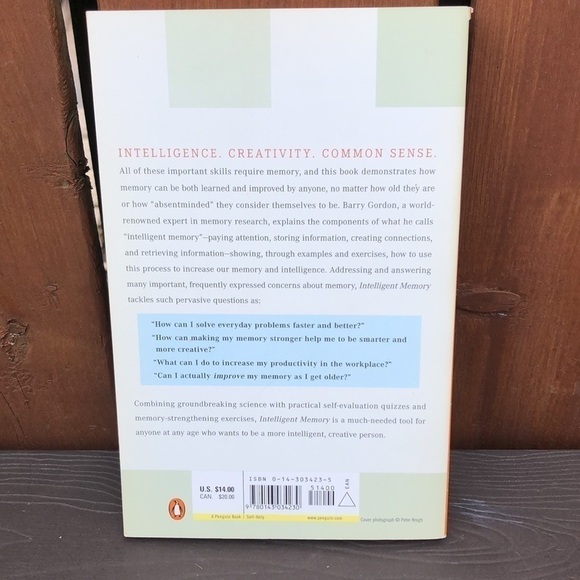 INTELLIGENCE. CREATIVITY. COMMON SENSE.
All of these important skills require memory, and this book demonstrates how
memory can be both learned and improved by anyone, no matter how old they are
or how "absentminded" they consider themselves to be. Barry Gordon, a world-
renowned expert in memory research, explains the components of what he calls
"intelligent memory"—paying attention, storing information, creating connections,
and retrieving information—showing, through examples and exercises, how to use
this process to increase our memory and intelligence. Addressing and answering
many important, frequently expressed concerns about memory, Intelligent Memory
tackles such pervasive questions as:
"How can I solve everyday problems faster and better?"
"How can making my memory stronger help me to be smarter and
more creative?"
"What can I do to increase my productivity in the workplace?"
"Can I actually improve my memory as I get older?"
Combining groundbreaking science with practical self-evaluation quizzes and
memory-strengthening exercises, Intelligent Memory is a much-needed tool for
anyone at any age who wants to be a more intelligent, creative person.
ISBN 0-14-303423-5
51400
CAN
U.S. $14.00
CAN. $20.00
9 780143 034230
A Penguin Book | Self-Help
www.penguin.com
Cover photograph ©